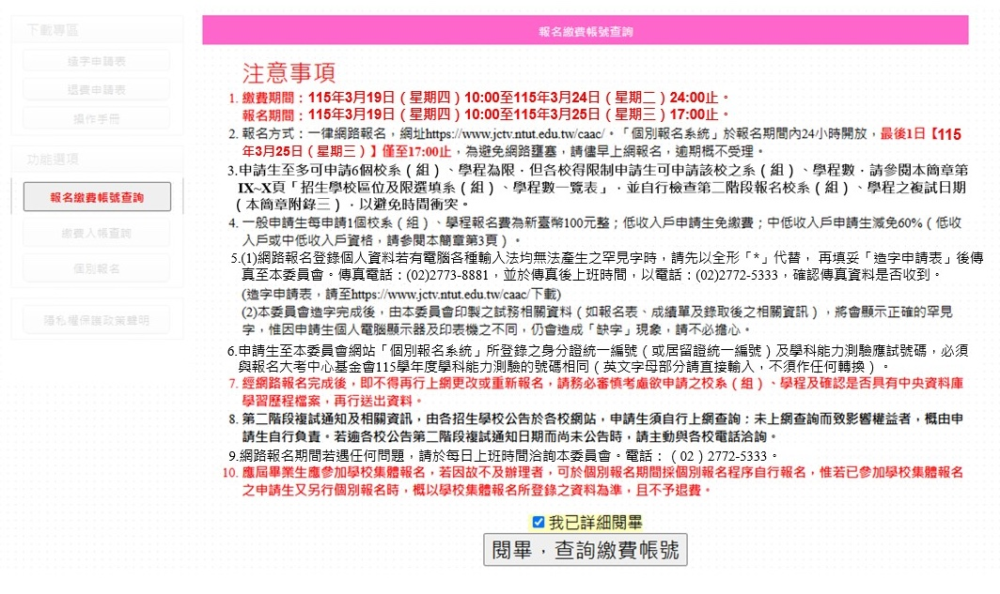 下載專區
造字申請表
退費申請表
操作手冊
功能選項
報名繳費帳號查詢
繳費入帳查詢
個別報名
隱私權保護政策聲明
報名繳費帳號查詢
注意事項
1. 繳費期間：115年3月19日（星期四）10:00至115年3月24日（星期二）24:00止。
報名期間：115年3月19日（星期四）10:00至115年3月25日（星期三）17:00止。
2. 報名方式：一律網路報名，網址https://www.jctv.ntut.edu.tw/caac/。「個別報名系統」於報名期間內24小時開放，最後1日【115
年3月25日（星期三）】僅至17:00止，為避免網路壅塞，請儘早上網報名，逾期概不受理。
3.申請生至多可申請6個校系（組）、學程為限，但各校得限制申請生可申請該校之系（組）、學程數，請參閱本簡章第
IX~X頁「招生學校區位及限選系（組）、學程數一覽表」，並自行檢查第二階段報名校系（組）、學程之複試日期
（本簡章附錄三），以避免時間衝突。
4. 一般申請生每申請1個校系（組）、學程報名費為新臺幣100元整；低收入戶申請生免繳費；中低收入戶申請生減免60%（低收
入戶或中低收入戶資格，請參閱本簡章第3頁）。
5.(1)網路報名登錄個人資料若有電腦各種輸入法均無法產生之罕見字時，請先以全形「*」代替， 再填妥「造字申請表」後傳
真至本委員會。傳真電話：(02)2773-8881，並於傳真後上班時間，以電話：(02)2772-5333，確認傳真資料是否收到。
(造字申請表，請至https://www.jctv.ntut.edu.tw/caac/下載)
(2)本委員會造字完成後，由本委員會印製之試務相關資料（如報名表、成績單及錄取後之相關資訊），將會顯示正確的罕見
字，惟因申請生個人電腦顯示器及印表機之不同，仍會造成「缺字」現象，請不必擔心。
6.申請生至本委員會網站「個別報名系統」所登錄之身分證統一編號（或居留證統一編號）及學科能力測驗應試號碼，必須
與報名大考中心基金會115學年度學科能力測驗的號碼相同（英文字母部分請直接輸入，不須作任何轉換）。
7. 經網路報名完成後，即不得再行上網更改或重新報名，請務必審慎考慮欲申請之校系（組）、學程及確認是否具有中央資料庫
學習歷程檔案，再行送出資料。
8. 第二階段複試通知及相關資訊，由各招生學校公告於各校網站，申請生須自行上網查詢；未上網查詢而致影響權益者，概由申
請生自行負責。若逾各校公告第二階段複試通知日期而尚未公告時，請主動與各校電話洽詢。
9.網路報名期間若遇任何問題，請於每日上班時間洽詢本委員會。電話：（02）2772-5333。
10. 應屆畢業生應參加學校集體報名，若因故不及辦理者，可於個別報名期間採個別報名程序自行報名，惟若已參加學校集體報名
之申請生又另行個別報名時，概以學校集體報名所登錄之資料為準，且不予退費。
我已詳細閱畢
閱畢，查詢繳費帳號